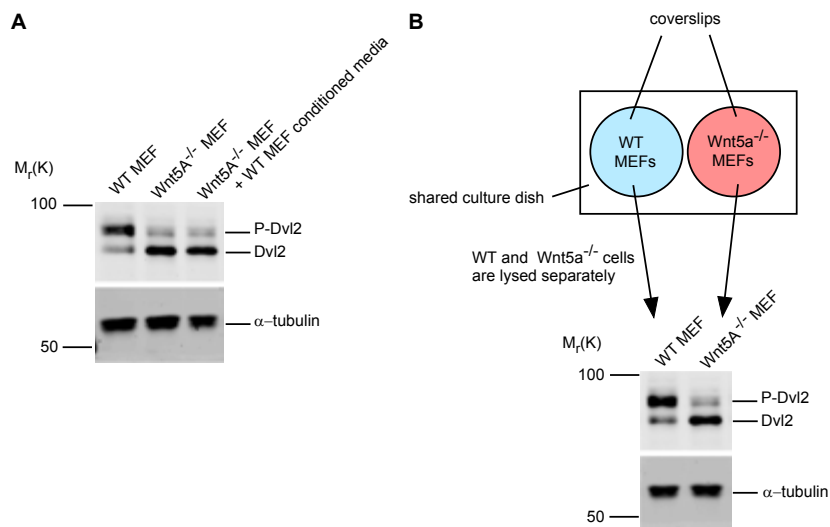 A
WT MEF
Wnt5A-/- MEF
Wnt5A-/- MEF
+ WT MEF conditioned media
Mr(K)
100
P-Dvl2
Dvl2
α–tubulin
50
B
coverslips
WT
MEFs
Wnt5a-/-
MEFs
shared culture dish
WT and Wnt5a-/- cells
are lysed separately
WT MEF
Wnt5A-/- MEF
Mr(K)
100
P-Dvl2
Dvl2
α–tubulin
50